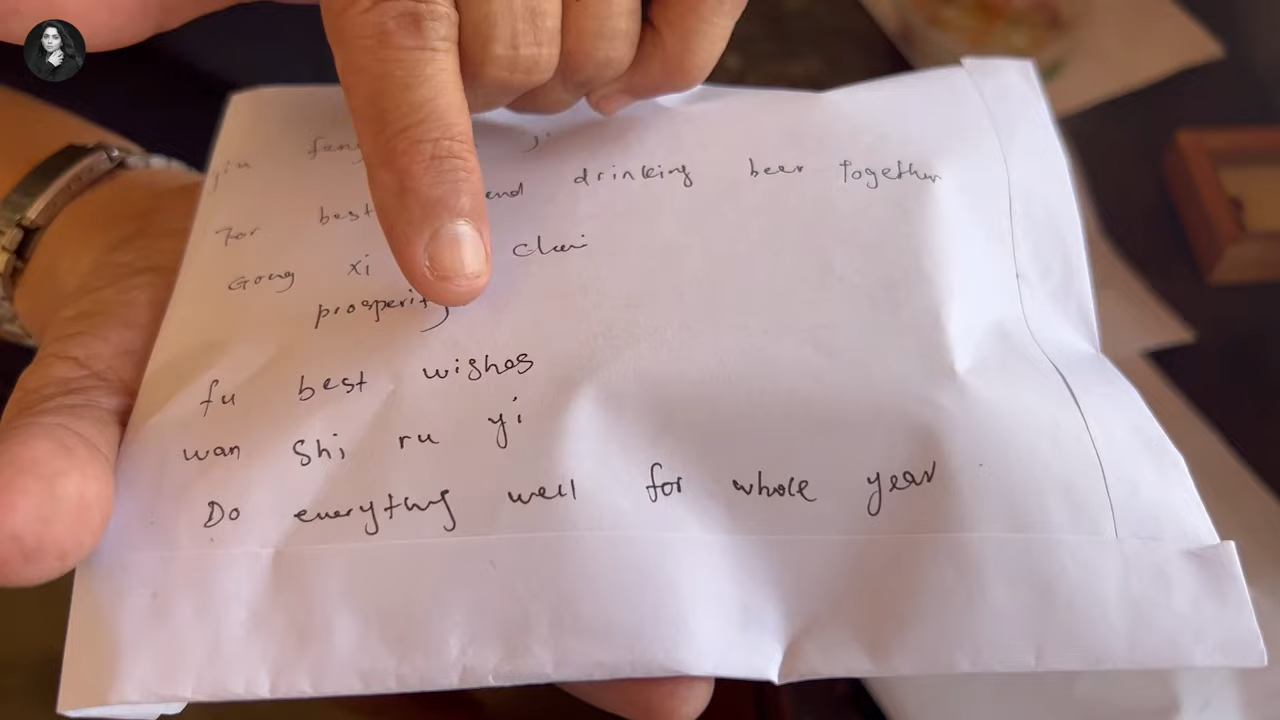 for best end drinking beer together
Gong xi
prosperity
fu best wishes
wan Shi ru yi
Do everything well for whole year